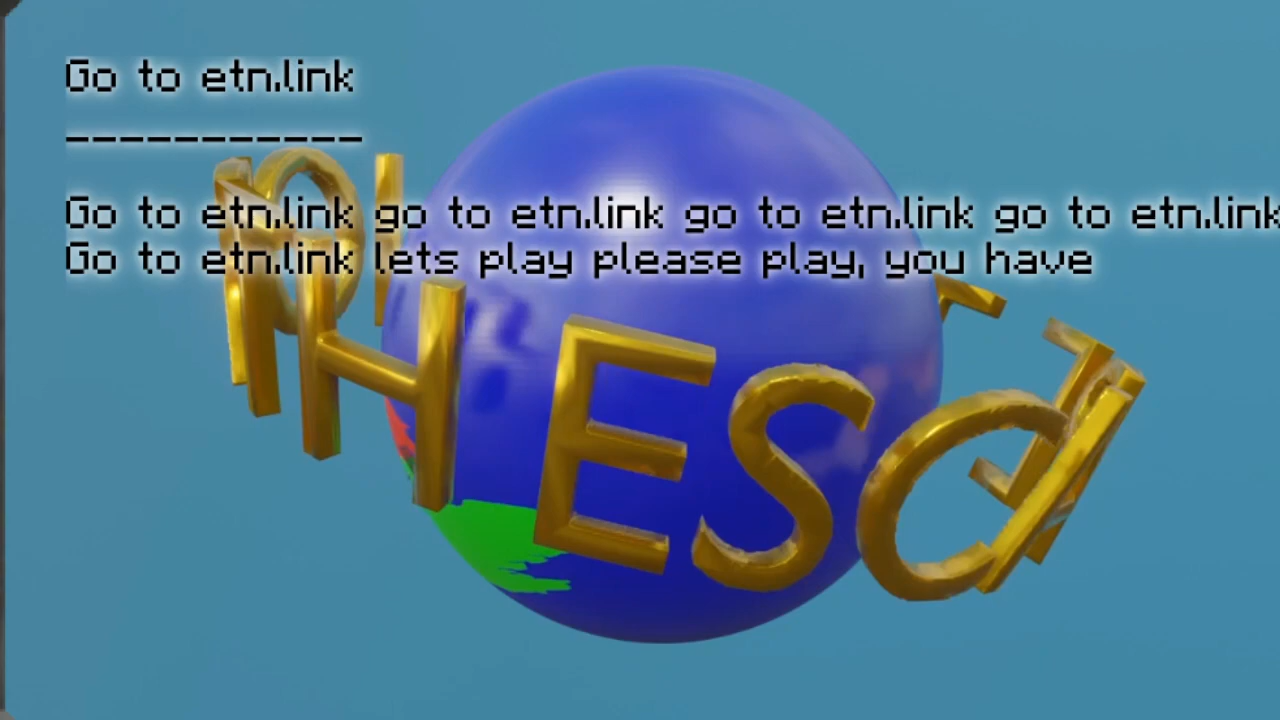 Go to etn.link
-----------
Go to etn.link go to etn.link go to etn.link go to etn.link
Go to etn.link lets play please play, you have
HESC